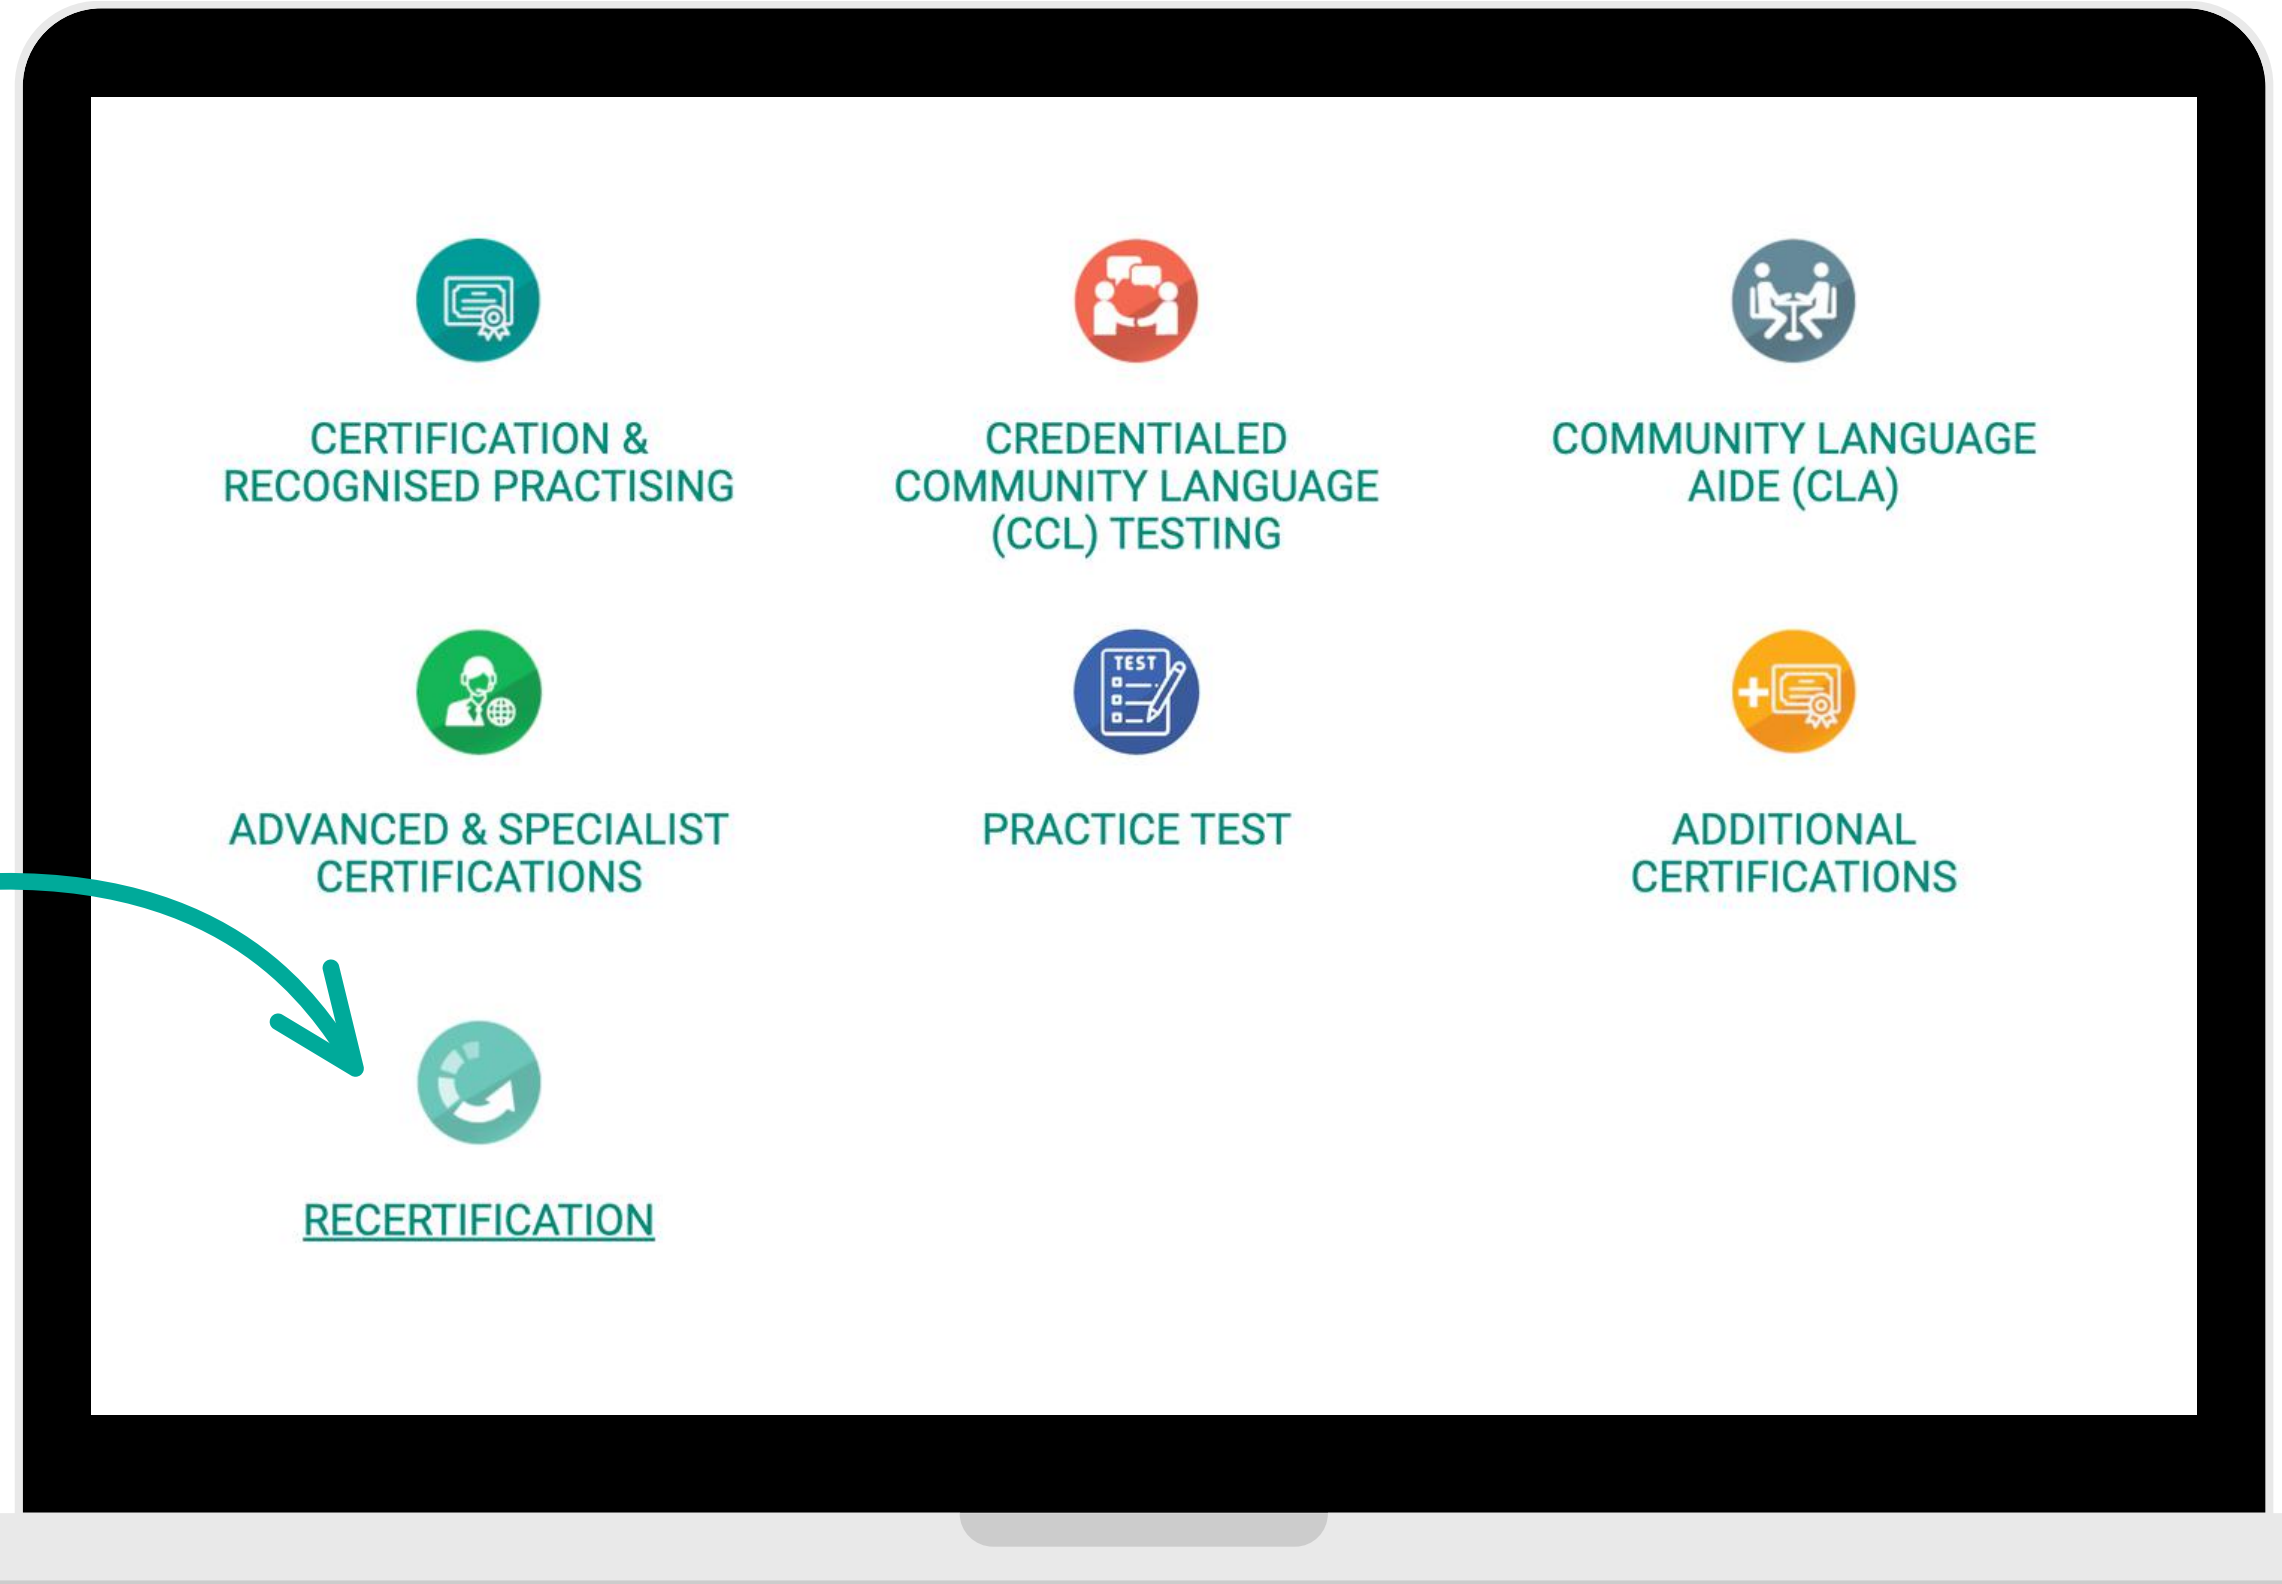 CERTIFICATION &
RECOGNISED PRACTISING
CREDENTIALED
COMMUNITY LANGUAGE
(CCL) TESTING
COMMUNITY LANGUAGE
AIDE (CLA)
ADVANCED & SPECIALIST
CERTIFICATIONS
TEST
PRACTICE TEST
ADDITIONAL
CERTIFICATIONS
RECERTIFICATION